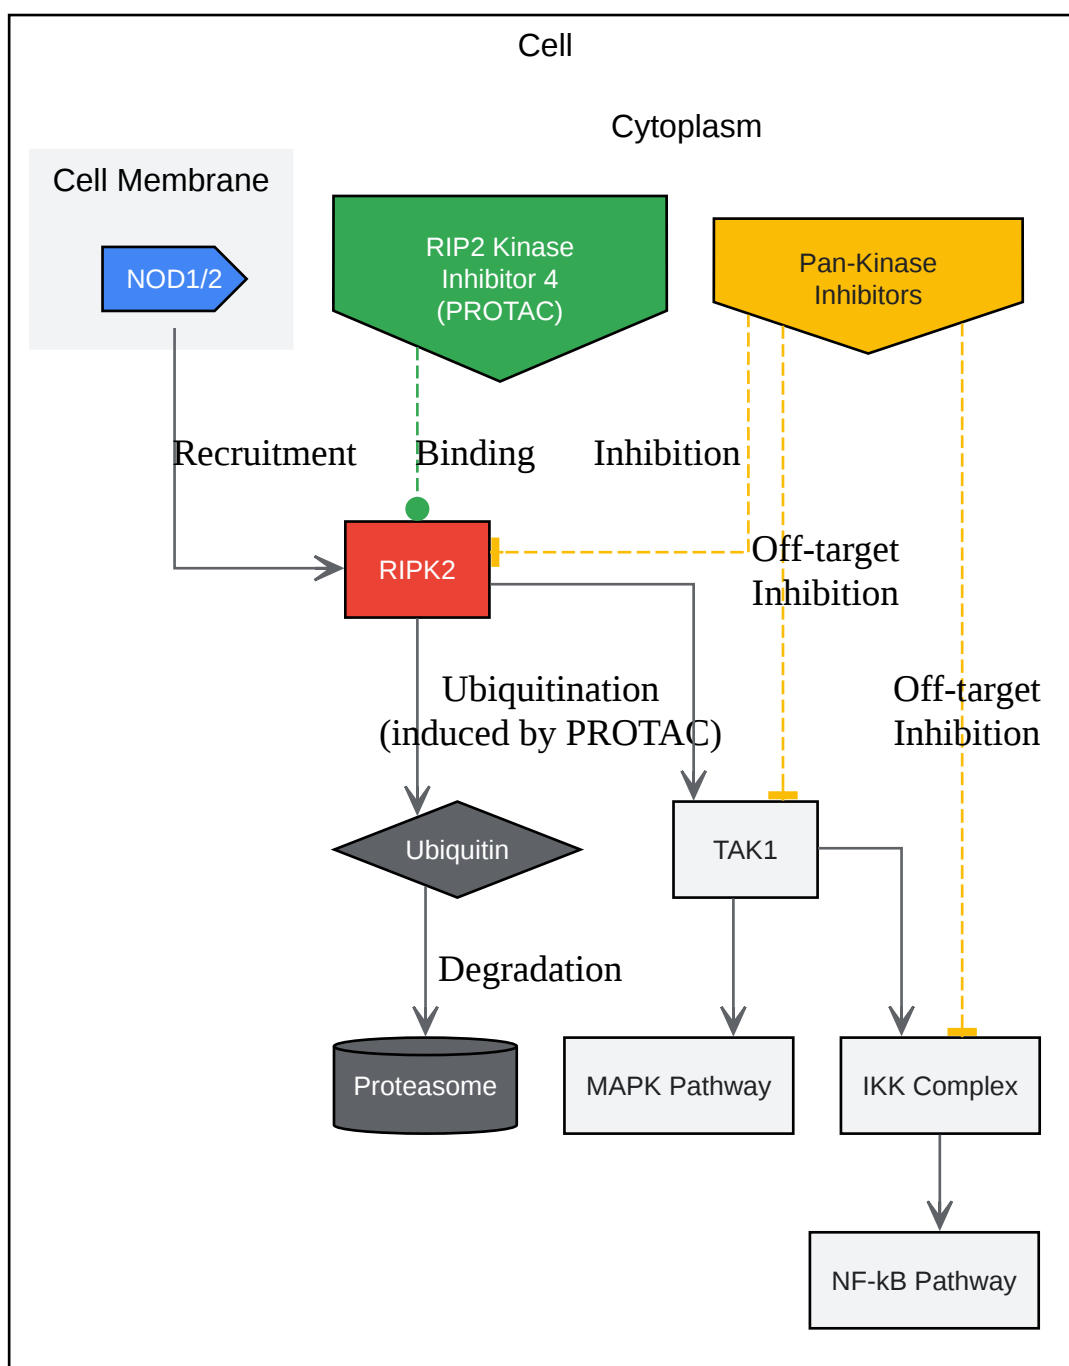 Cell
Cytoplasm
Cell Membrane
NOD1/2
RIP2 Kinase
Inhibitor 4
(PROTAC)
Pan-Kinase
Inhibitors
Recruitment
Binding
Inhibition
Off-target
Inhibition
RIPK2
Ubiquitination
(induced by PROTAC)
Off-target
Inhibition
Ubiquitin
TAK1
Degradation
Proteasome
MAPK Pathway
IKK Complex
NF-kB Pathway